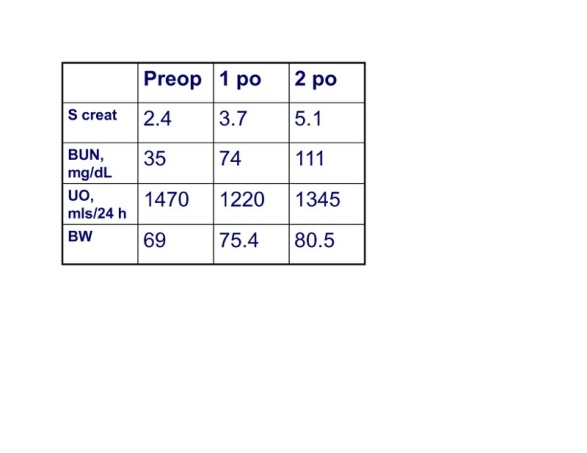 Preop 1 po 2 po
S creat 2.4 3.7 5.1
BUN, mg/dL 35 74 111
UO, mls/24 h 1470 1220 1345
BW 69 75.4 80.5